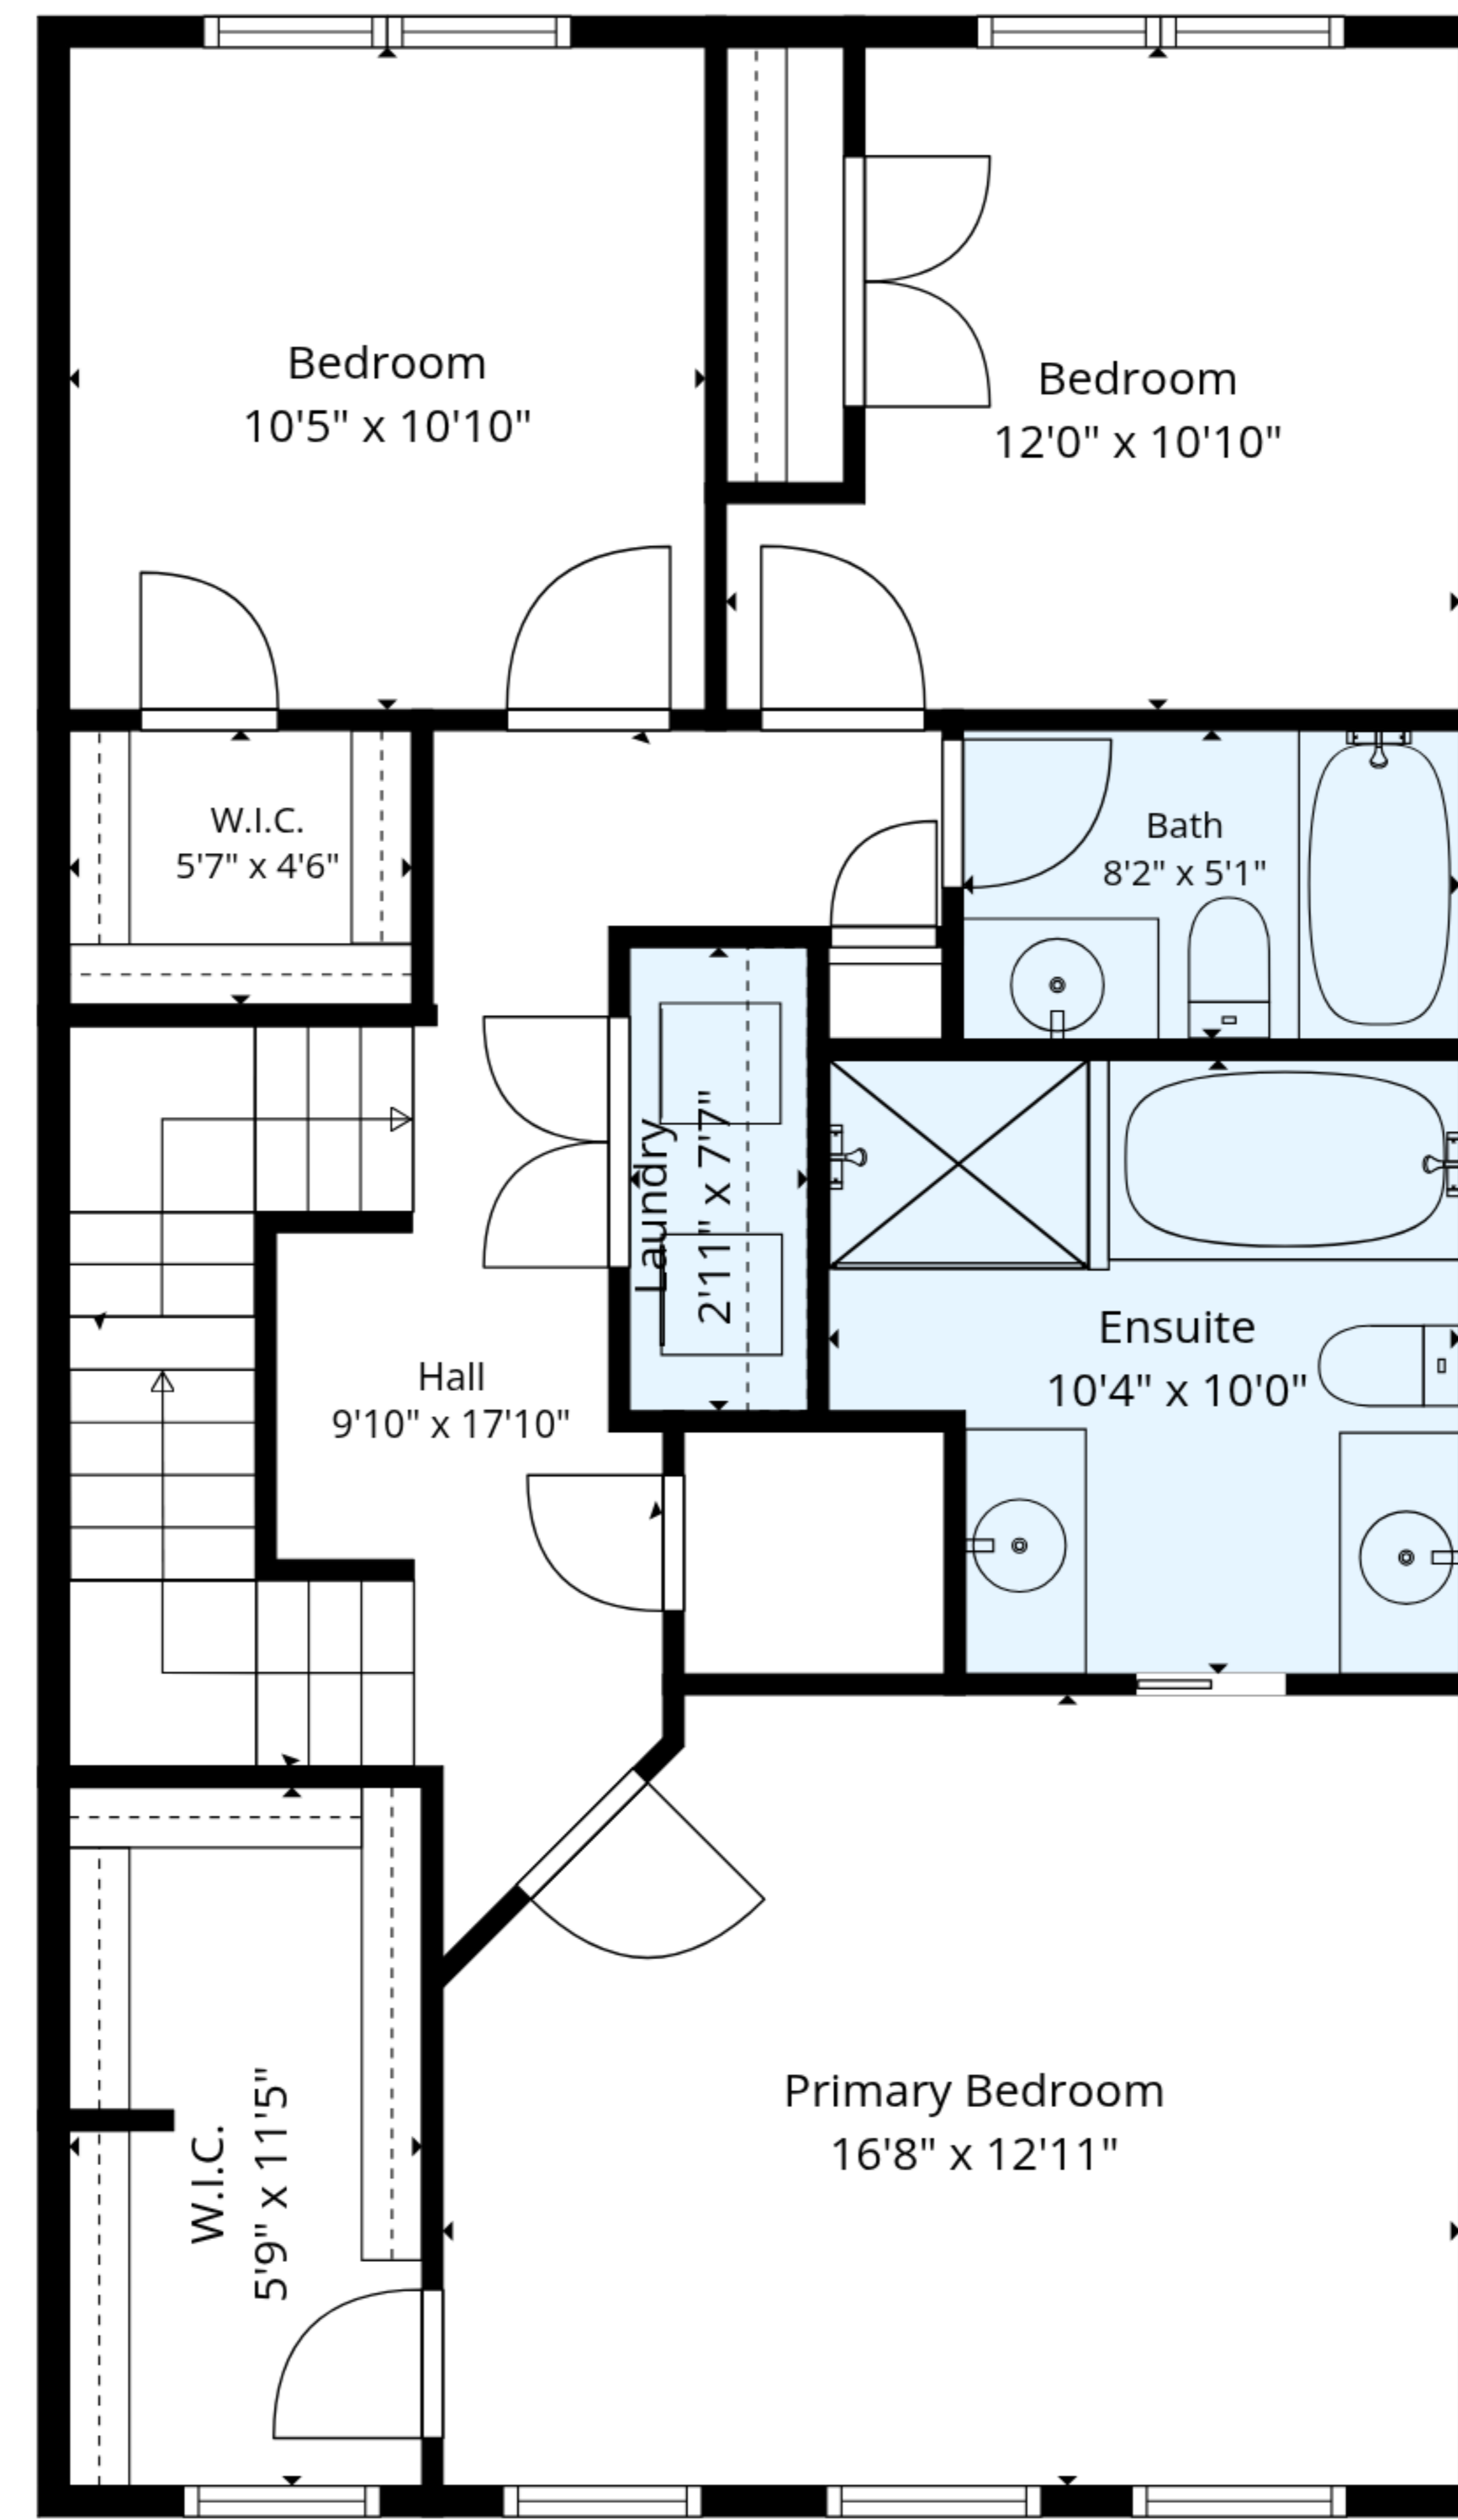 Bedroom
10'5" x 10'10"
Bedroom
12'0" x 10'10"
W.I.C.
5'7" x 4'6"
Bath
8'2" x 5'1"
Laundry
2'11" x 7'7"
Ensuite
10'4" x 10'0"
Hall
9'10" x 17'10"
Primary Bedroom
16'8" x 12'11"
W.I.C.
5'9" x 11'5"